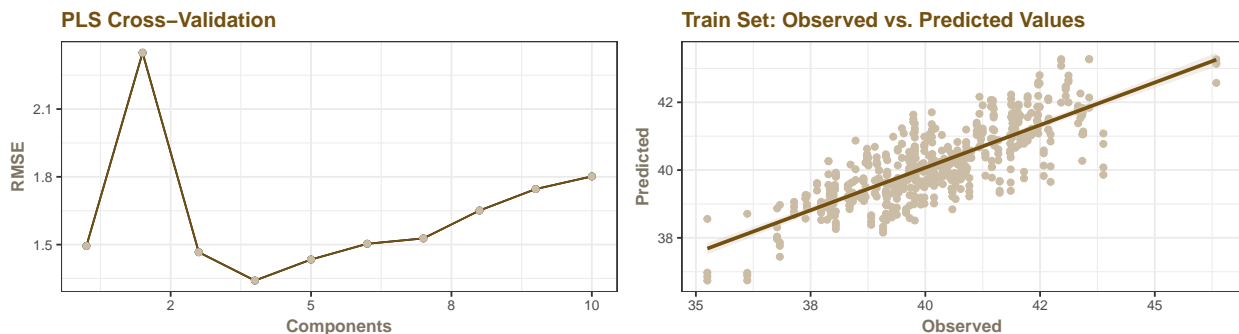 PLS Cross−Validation
RMSE
2.1
1.8
1.5
2
5
8
10
Components
Train Set: Observed vs. Predicted Values
Predicted
42
40
38
35
38
40
42
45
Observed